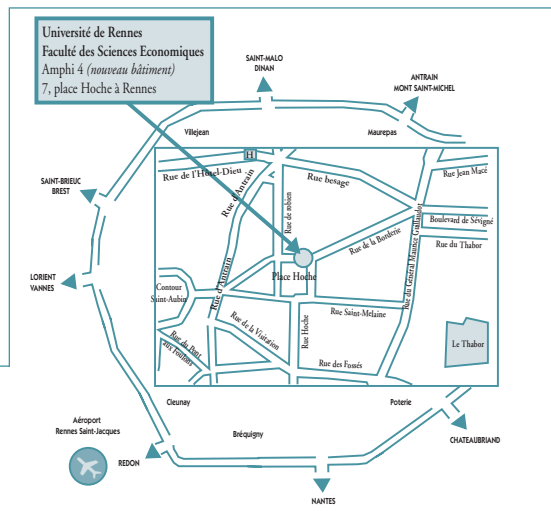 Université de Rennes
Faculté des Sciences Economiques
Amphi 4 (nouveau bâtiment)
7, place Hoche à Rennes
SAINT-MALO
DINAN
ANTRAIN
MONT SAINT-MICHEL
Villejean
Maurepas
H
Rue de l'Hôtel-Dieu
Rue d'Antrain
Rue besage
Rue Jean Macé
SAINT-BRIEUC
BREST
Rue de robien
Boulevard de Sévigné
Rue de la Borderie
Rue du Thabor
Rue du Général Maurice Guillaudot
LORIENT
VANNES
Place Hoche
Contour
Saint-Aubin
Rue d'Antrain
Rue Saint-Melaine
Rue de la Visitation
Rue Hoche
Rue du Pont
aux foulons
Le Thabor
Rue des Fossés
Cleunay
Poterie
Aéroport
Rennes Saint-Jacques
Bréquigny
CHATEAUBRIAND
REDON
NANTES